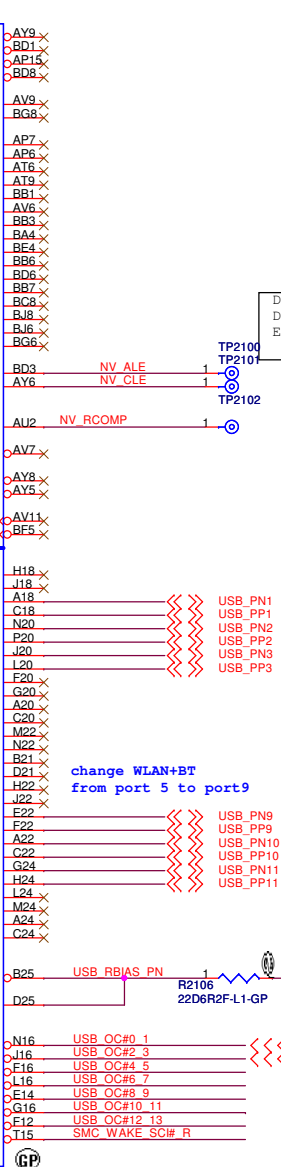 AY9
BD1
AP15
BD8
AV9
BG8
AP7
AP6
AT6
AT9
BB1
AV6
BB3
BA4
BE4
BB6
BD6
BB7
BC8
BJ8
BJ6
BG6
D
D
E
TP2100
TP2101
BD3 NV_ALE 1
AY6 NV_CLE 1
TP2102
AU2 NV_RCOMP 1
AV7
AY8
AY5
AV11
BF5
H18
J18
A18 USB_PN1
C18 USB_PP1
N20 USB_PN2
P20 USB_PP2
J20 USB_PN3
L20 USB_PP3
F20
G20
A20
C20
M22
N22
B21
D21
H22
J22
change WLAN+BT
from port 5 to port9
E22 USB_PN9
F22 USB_PP9
A22 USB_PN10
C22 USB_PP10
G24 USB_PN11
H24 USB_PP11
L24
M24
A24
C24
B25 USB_RBIAS_PN 1
R2106
22D6R2F-L1-GP
D25
N16 USB_OC#0_1
J16 USB_OC#2_3
F16 USB_OC#4_5
L16 USB_OC#6_7
E14 USB_OC#8_9
G16 USB_OC#10_11
F12 USB_OC#12_13
T15 SMC_WAKE_SCI#_R
GP